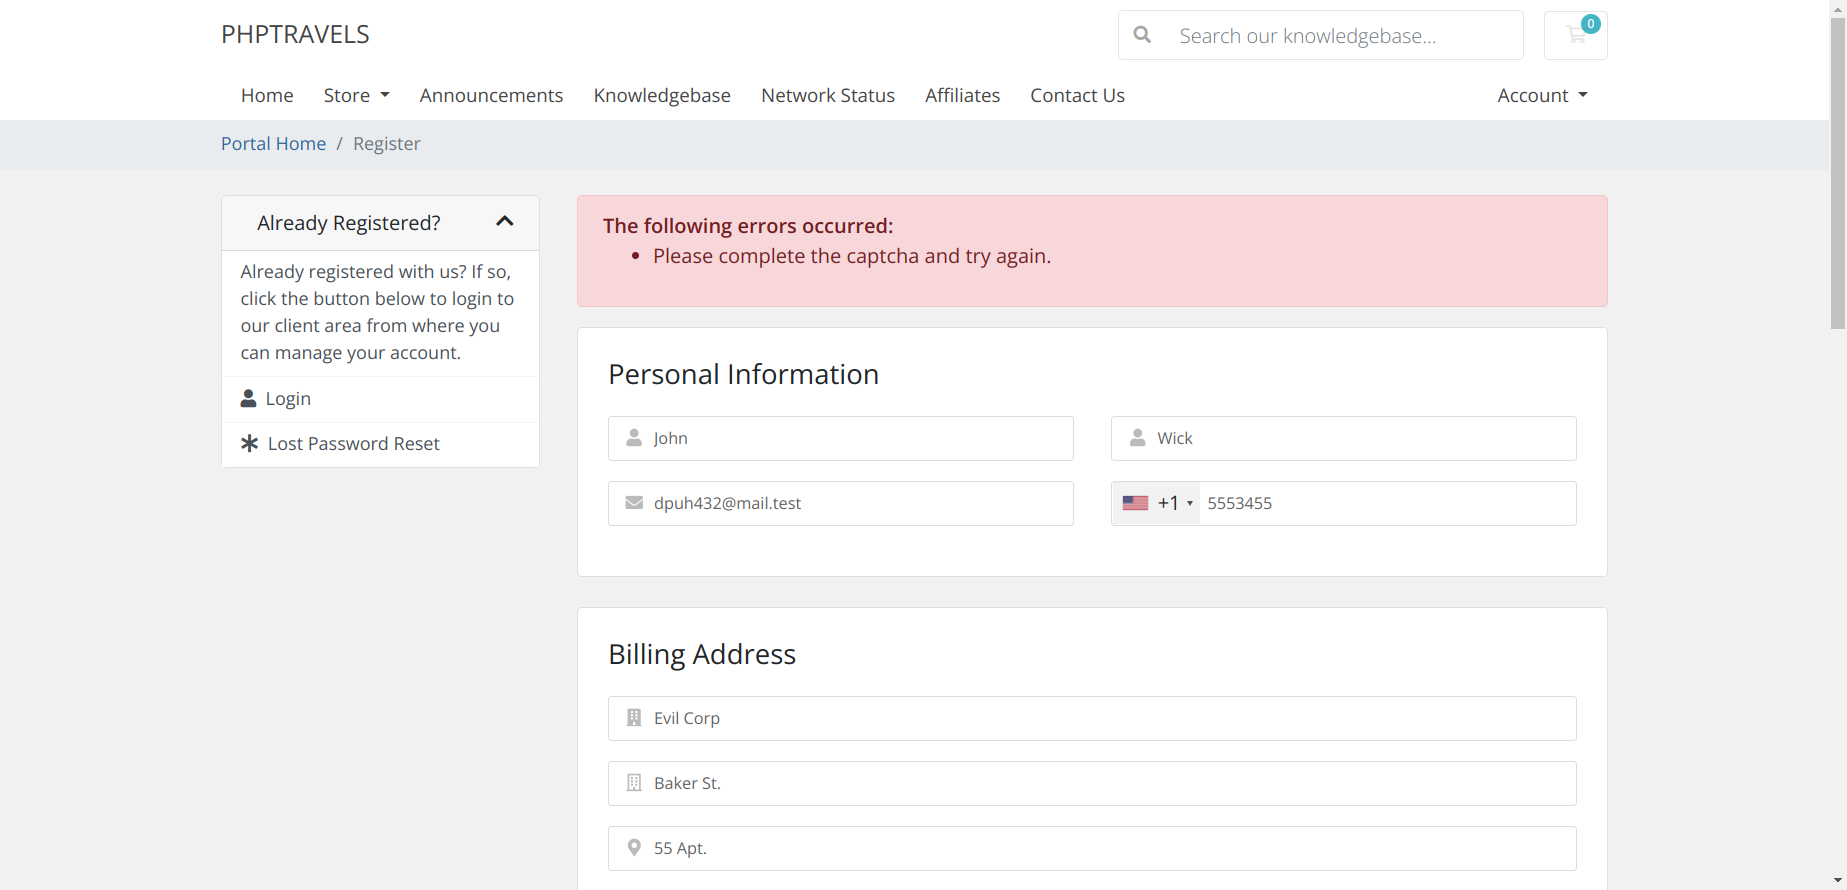 PHPTRAVELS
Search our knowledgebase...
0
Home
Store
Announcements
Knowledgebase
Network Status
Affiliates
Contact Us
Account
Portal Home / Register
Already Registered?
Already registered with us? If so,
click the button below to login to
our client area from where you
can manage your account.
Login
Lost Password Reset
The following errors occurred:
Please complete the captcha and try again.
Personal Information
John
Wick
dpuh432@mail.test
+1
5553455
Billing Address
Evil Corp
Baker St.
55 Apt.